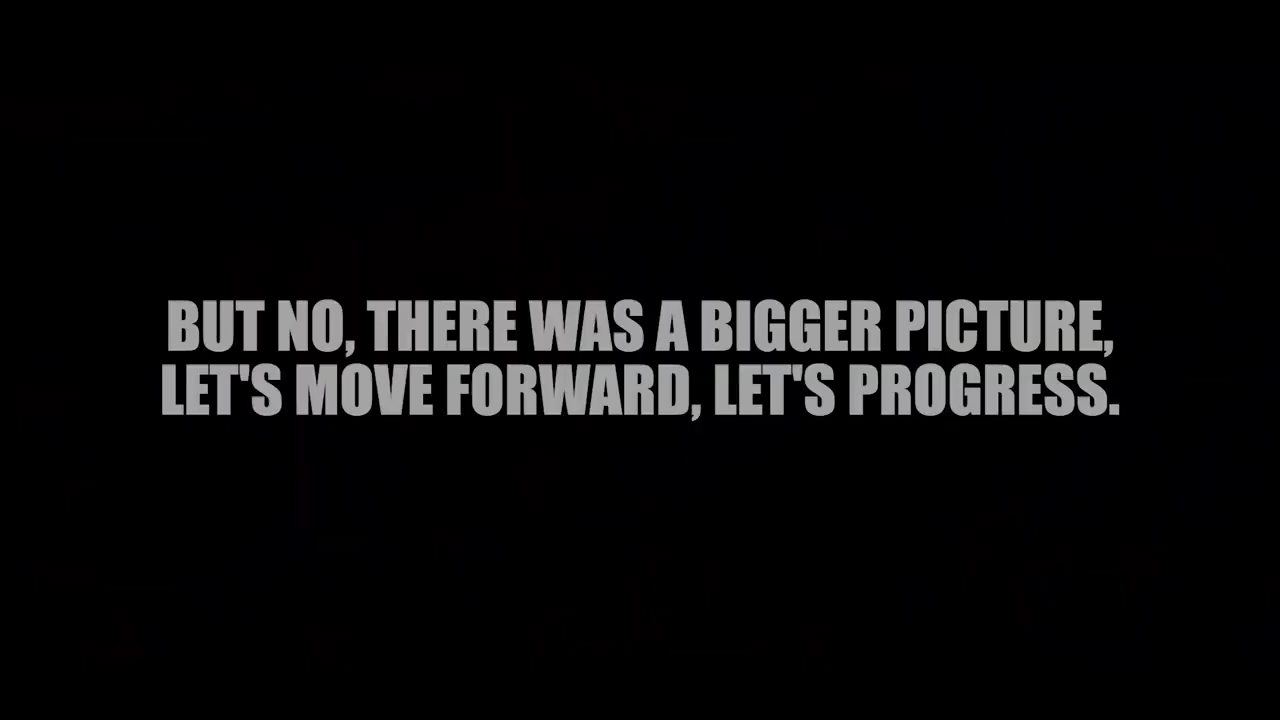 BUT NO, THERE WAS A BIGGER PICTURE,
LET'S MOVE FORWARD, LET'S PROGRESS.